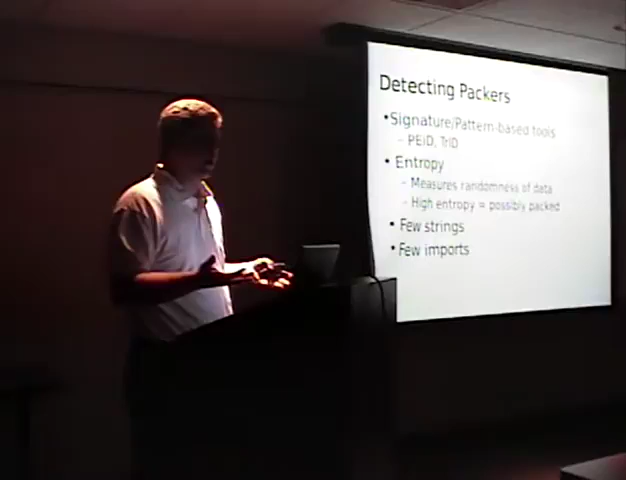 Detecting Packers
•Signature/Pattern-based tools
– PEiD, TrID
• Entropy
– Measures randomness of data
– High entropy = possibly packed
• Few strings
• Few imports